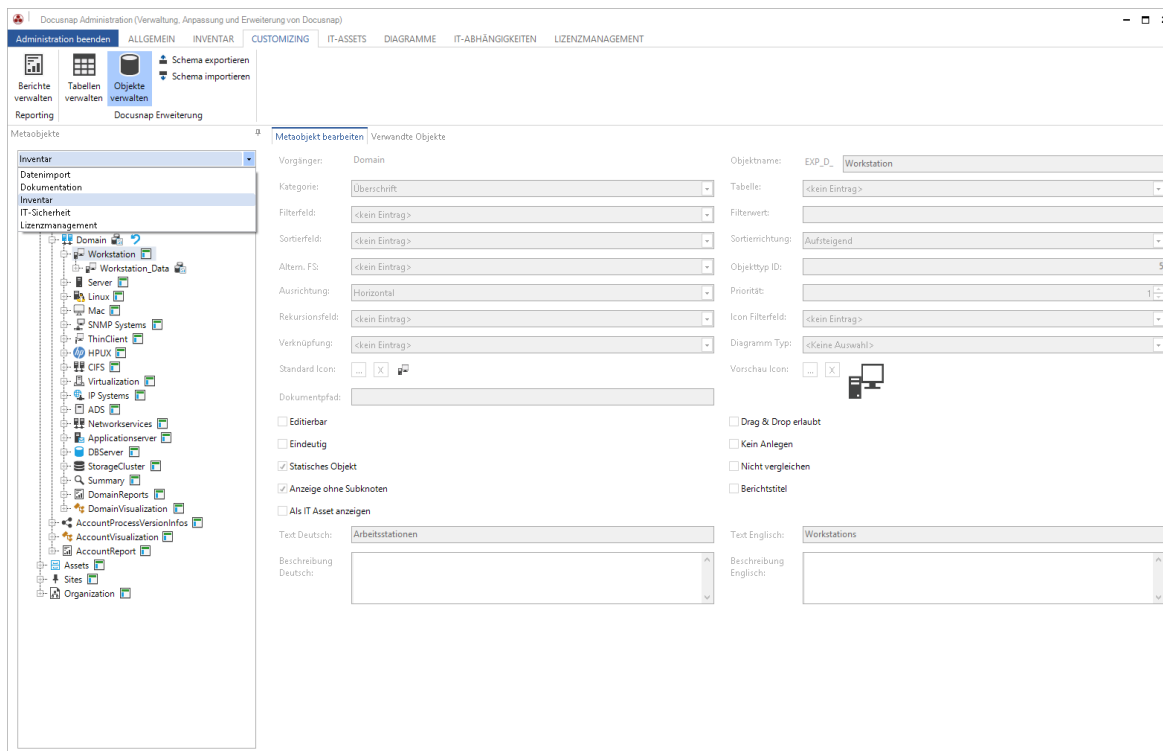 Docusnap Administration (Verwaltung, Anpassung und Erweiterung von Docusnap)
Administration beenden ALLGEMEIN INVENTAR CUSTOMIZING IT-ASSETS DIAGRAMME IT-ABHÄNGIGKEITEN LIZENZMANAGEMENT
Berichte verwalten
Tabellen verwalten
Objekte verwalten
Schema exportieren
Schema importieren
Reporting
Docusnap Erweiterung
Metaobjekte
Inventar
Datenimport
Dokumentation
Inventar
IT-Sicherheit
Lizenzmanagement
Domain
Workstation
Workstation_Data
Server
Linux
Mac
SNMP Systems
ThinClient
HPUX
CIFS
Virtualization
IP Systems
ADS
Networkservices
Applicationserver
DBServer
StorageCluster
Summary
DomainReports
DomainVisualization
AccountProcessVersionInfos
AccountVisualization
AccountReport
Assets
Sites
Organization
Metaobjekt bearbeiten Verwandte Objekte
Vorgänger: Domain Objektname: EXP_D_ Workstation
Kategorie: Überschrift Tabelle: <kein Eintrag>
Filterfeld: <kein Eintrag> Filterwert:
Sortierfeld: <kein Eintrag> Sortierrichtung: Aufsteigend
Altern. FS: <kein Eintrag> Objekttyp ID: 5
Ausrichtung: Horizontal Priorität: 1
Rekursionsfeld: <kein Eintrag> Icon Filterfeld: <kein Eintrag>
Verknüpfung: <kein Eintrag> Diagramm Typ: <Keine Auswahl>
Standard Icon: ... X Vorschau Icon: ... X
Dokumentpfad:
Editierbar Drag & Drop erlaubt
Eindeutig Kein Anlegen
Statisches Objekt Nicht vergleichen
Anzeige ohne Subknoten Berichtstitel
Als IT Asset anzeigen
Text Deutsch: Arbeitsstationen Text Englisch: Workstations
Beschreibung Deutsch: Beschreibung Englisch: